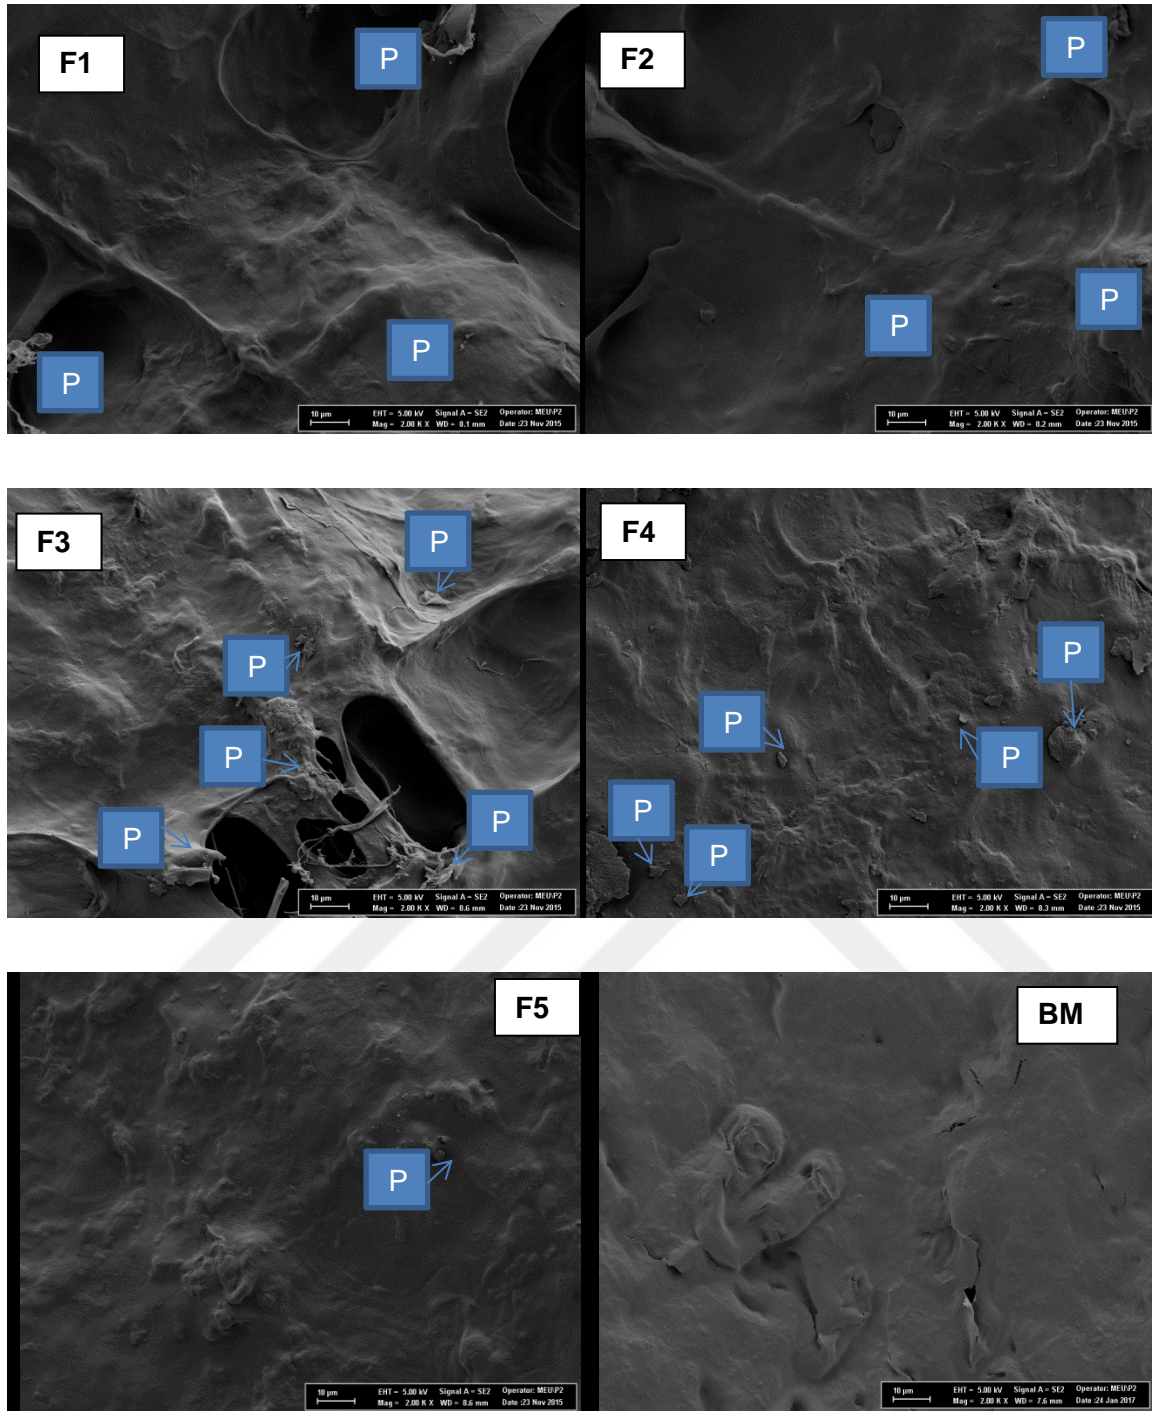 F1
P
P
P
10 µm
EHT = 5.00 kV Signal A = SE2 Operator: MEU\P2
Mag = 2.00 K X WD = 8.1 mm Date :23 Nov 2015
F2
P
P
P
10 µm
EHT = 5.00 kV Signal A = SE2 Operator: MEU\P2
Mag = 2.00 K X WD = 8.2 mm Date :23 Nov 2015
F3
P
P
P
P
P
10 µm
EHT = 5.00 kV Signal A = SE2 Operator: MEU\P2
Mag = 2.00 K X WD = 8.6 mm Date :23 Nov 2015
F4
P
P
P
P
P
10 µm
EHT = 5.00 kV Signal A = SE2 Operator: MEU\P2
Mag = 2.00 K X WD = 8.3 mm Date :23 Nov 2015
F5
P
10 µm
EHT = 5.00 kV Signal A = SE2 Operator: MEU\P2
Mag = 2.00 K X WD = 8.6 mm Date :23 Nov 2015
BM
10 µm
EHT = 5.00 kV Signal A = SE2 Operator: MEU\P2
Mag = 2.00 K X WD = 7.6 mm Date :24 Jan 2017